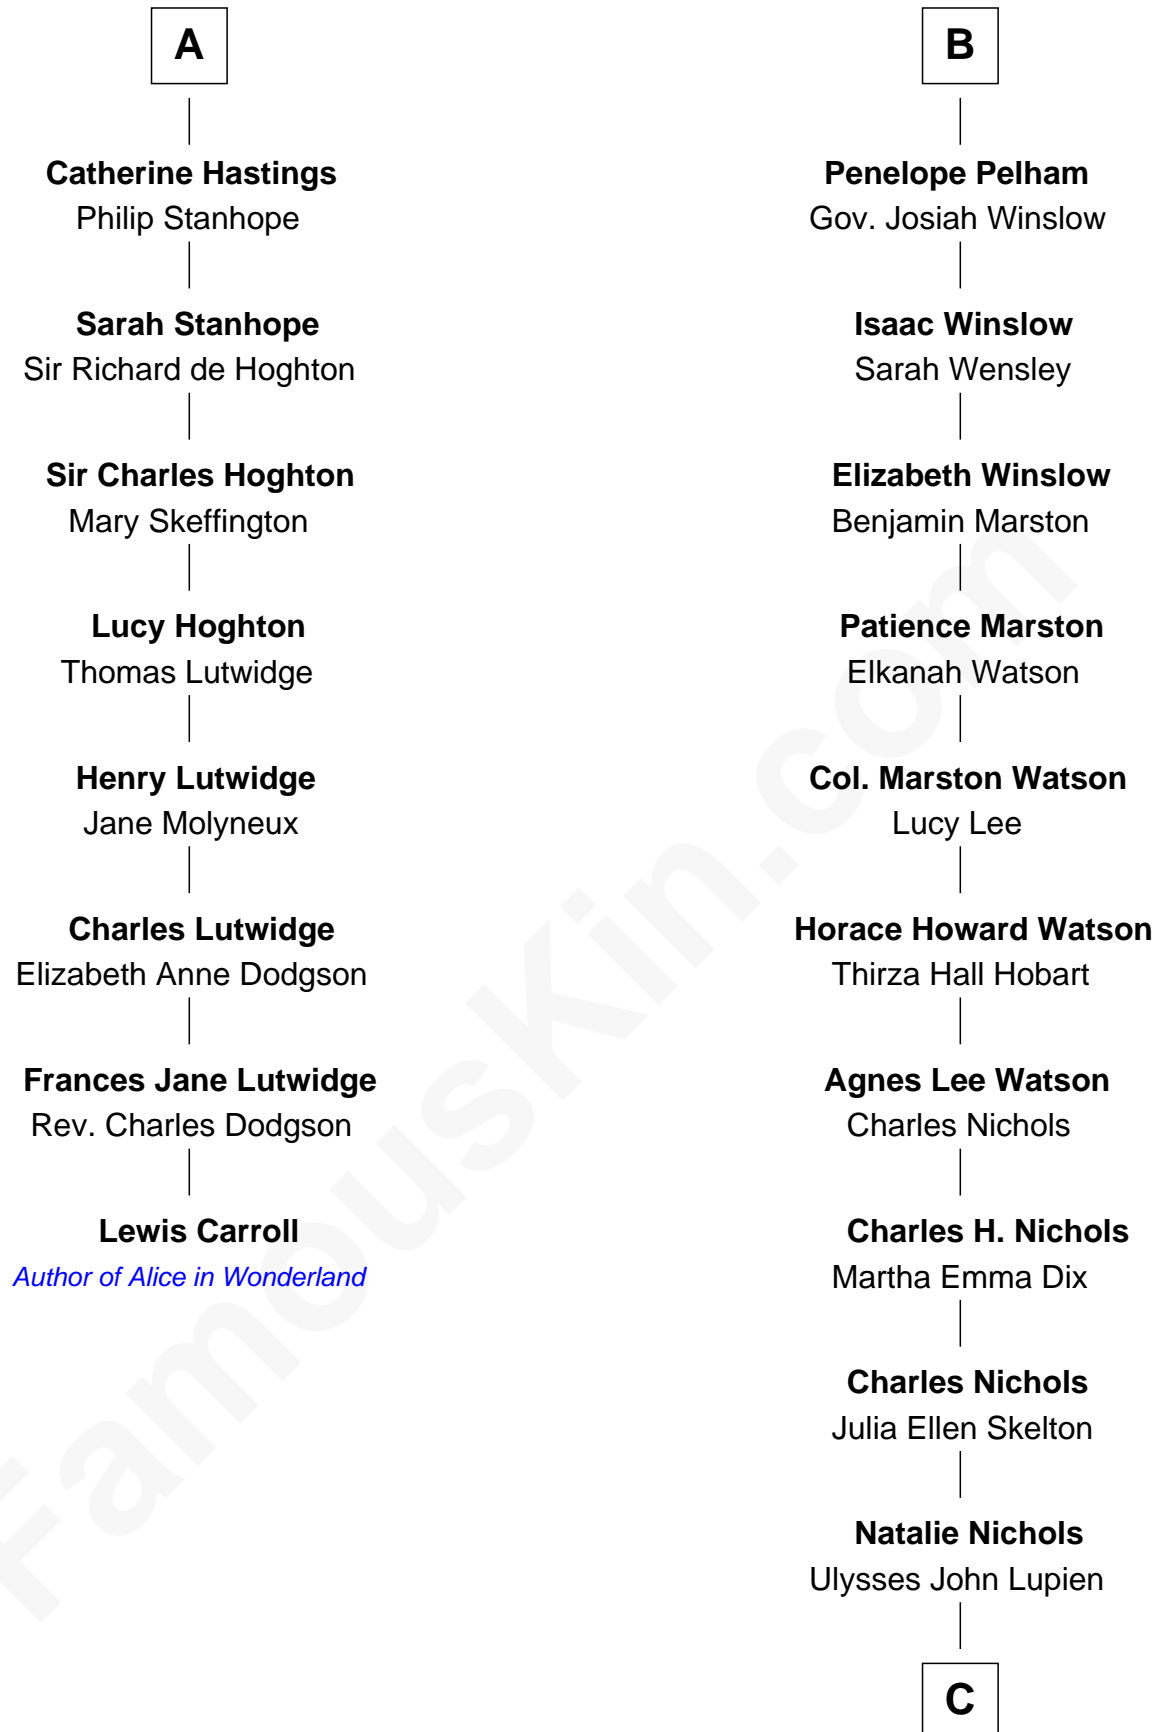 A
Catherine Hastings
Philip Stanhope
Sarah Stanhope
Sir Richard de Hoghton
Sir Charles Hoghton
Mary Skeffington
Lucy Hoghton
Thomas Lutwidge
Henry Lutwidge
Jane Molyneux
Charles Lutwidge
Elizabeth Anne Dodgson
Frances Jane Lutwidge
Rev. Charles Dodgson
Lewis Carroll
Author of Alice in Wonderland
B
Penelope Pelham
Gov. Josiah Winslow
Isaac Winslow
Sarah Wensley
Elizabeth Winslow
Benjamin Marston
Patience Marston
Elkanah Watson
Col. Marston Watson
Lucy Lee
Horace Howard Watson
Thirza Hall Hobart
Agnes Lee Watson
Charles Nichols
Charles H. Nichols
Martha Emma Dix
Charles Nichols
Julia Ellen Skelton
Natalie Nichols
Ulysses John Lupien
C
FamousKin.com